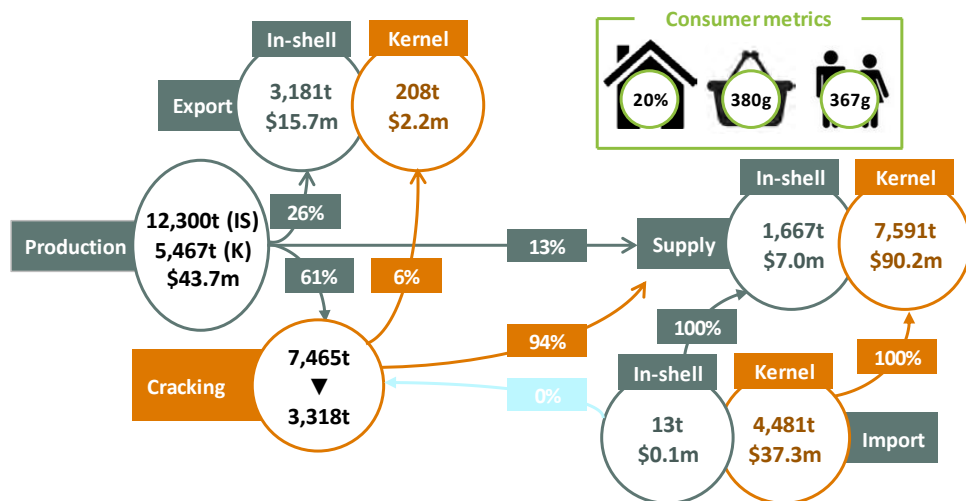 Consumer metrics
20%
380g
367g
In-shell
Kernel
Export
3,181t
$15.7m
208t
$2.2m
Production
12,300t (IS)
5,467t (K)
$43.7m
26%
61%
6%
13%
Supply
In-shell
Kernel
1,667t
$7.0m
7,591t
$90.2m
Cracking
7,465t
▼
3,318t
94%
0%
100%
100%
In-shell
Kernel
13t
$0.1m
4,481t
$37.3m
Import